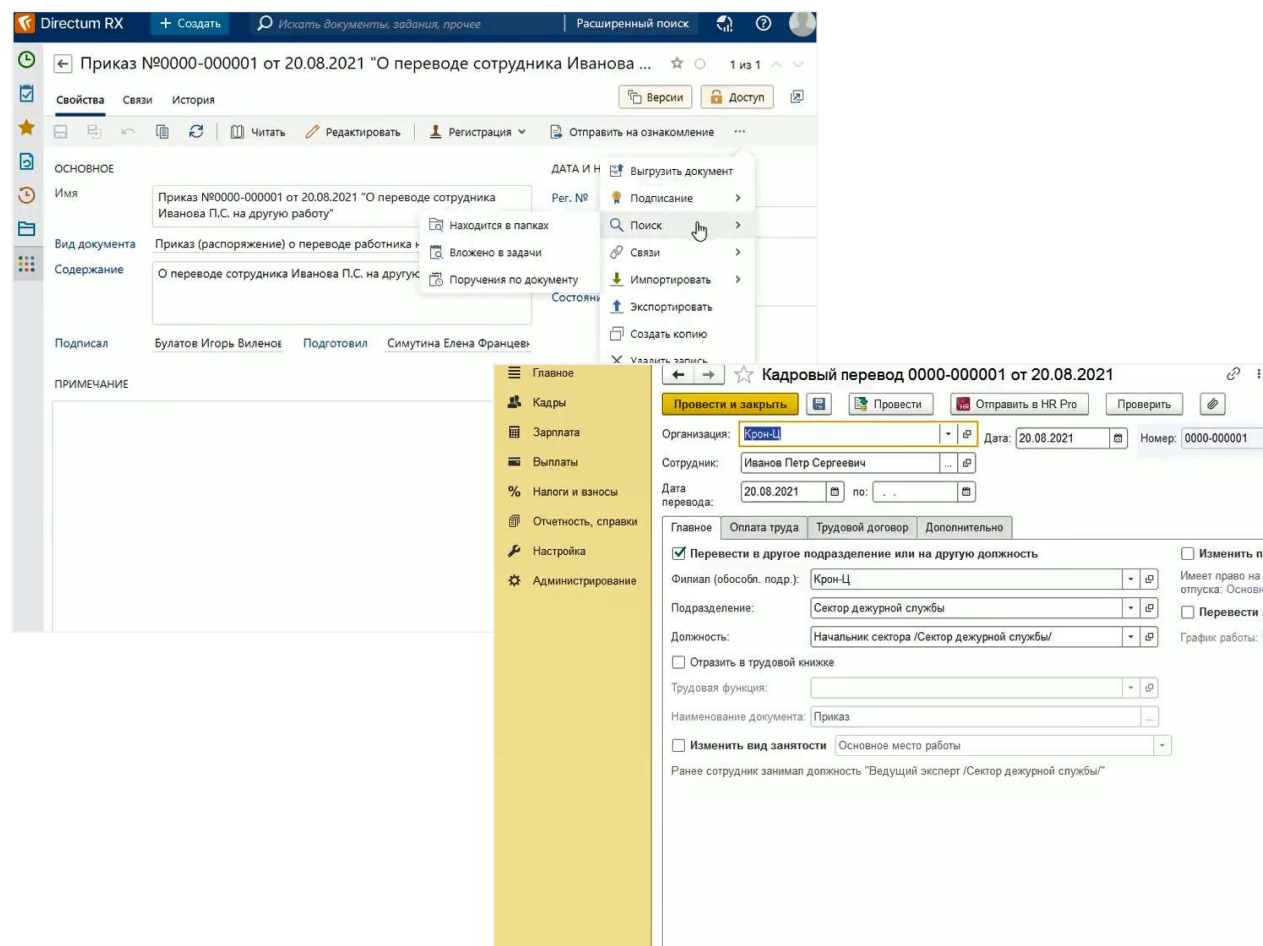 Directum RX
+ Создать
Искать документы, задания, прочее
Расширенный поиск
Приказ №0000-000001 от 20.08.2021 "О переводе сотрудника Иванова ...
1 из 1
Свойства Связи История
Версии
Доступ
Читать
Редактировать
Регистрация
Отправить на ознакомление
...
ОСНОВНОЕ
Имя
Приказ №0000-000001 от 20.08.2021 "О переводе сотрудника
Иванова П.С. на другую работу"
Вид документа
Приказ (распоряжение) о переводе работника
Содержание
О переводе сотрудника Иванова П.С. на другую
Подписал
Булатов Игорь Вилено
Подготовил
Симутина Елена Францев
ПРИМЕЧАНИЕ
ДАТА И Н
Рег. №
Состояни
Выгрузить документ
Подписание
Поиск
Связи
Импортировать
Экспортировать
Создать копию
Удалить запись
Находится в папках
Вложено в задачи
Поручения по документу
Главное
Кадры
Зарплата
Выплаты
Налоги и взносы
Отчетность, справки
Настройка
Администрирование
Кадровый перевод 0000-000001 от 20.08.2021
Провести и закрыть
Провести
Отправить в HR Pro
Проверить
Организация: Крон-Ц
Дата: 20.08.2021
Номер: 0000-000001
Сотрудник: Иванов Петр Сергеевич
Дата
перевода:
20.08.2021
по: . .
Главное Оплата труда Трудовой договор Дополнительно
Перевести в другое подразделение или на другую должность
Филиал (обособл. подр.): Крон-Ц
Подразделение: Сектор дежурной службы
Должность: Начальник сектора /Сектор дежурной службы/
Отразить в трудовой книжке
Трудовая функция:
Наименование документа: Приказ
Изменить вид занятости Основное место работы
Ранее сотрудник занимал должность "Ведущий эксперт /Сектор дежурной службы/"
Изменить п
Имеет право на
отпуска: Основн
Перевести
График работы: